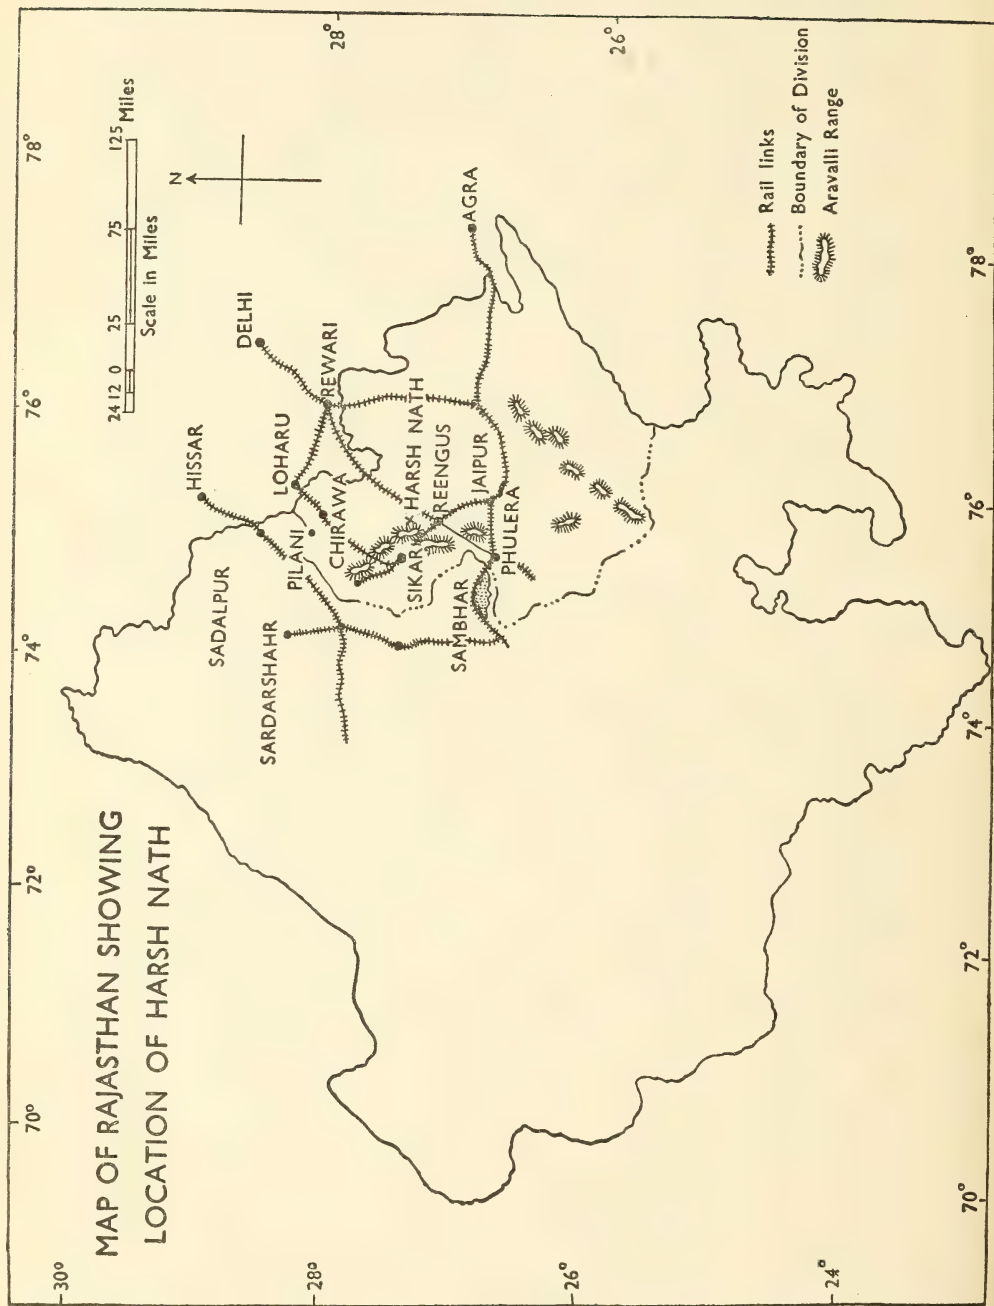 MAP OF RAJASTHAN SHOWING
LOCATION OF HARSH NATH
70°
72°
74°
76°
78°
24 12 0 25 75 125 Miles
Scale in Miles
N
30°
28°
26°
24°
28°
26°
HISSAR
DELHI
SADALPUR
LOHARU
REWARI
PILANI
CHIRAWA
SARDARSHAHR
HARSH NATH
SIKAR
REENGUS
AGRA
SAMBHAR
JAIPUR
PHULERA
Rail links
Boundary of Division
Aravalli Range
70°
72°
74°
76°
78°